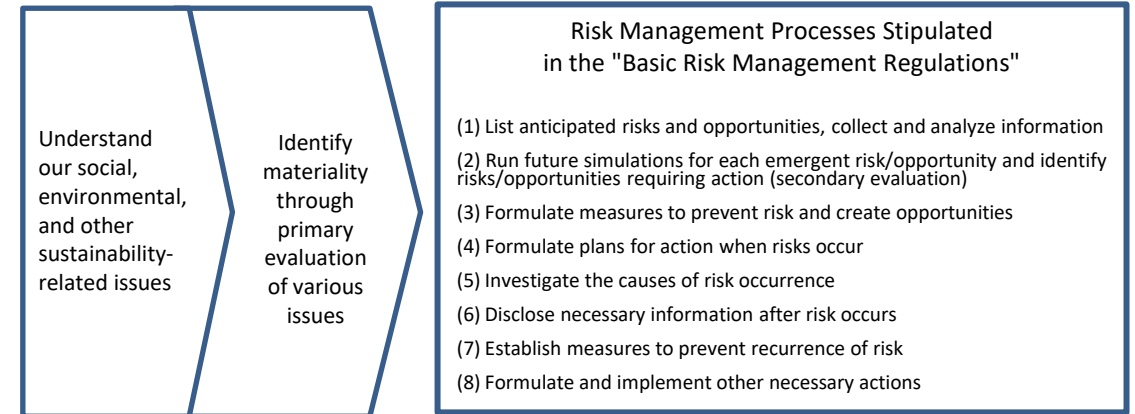 Understand
our social,
environmental,
and other
sustainability-
related issues
Identify
materiality
through
primary
evaluation
of various
issues
Risk Management Processes Stipulated
in the "Basic Risk Management Regulations"
(1) List anticipated risks and opportunities, collect and analyze information
(2) Run future simulations for each emergent risk/opportunity and identify
risks/opportunities requiring action (secondary evaluation)
(3) Formulate measures to prevent risk and create opportunities
(4) Formulate plans for action when risks occur
(5) Investigate the causes of risk occurrence
(6) Disclose necessary information after risk occurs
(7) Establish measures to prevent recurrence of risk
(8) Formulate and implement other necessary actions